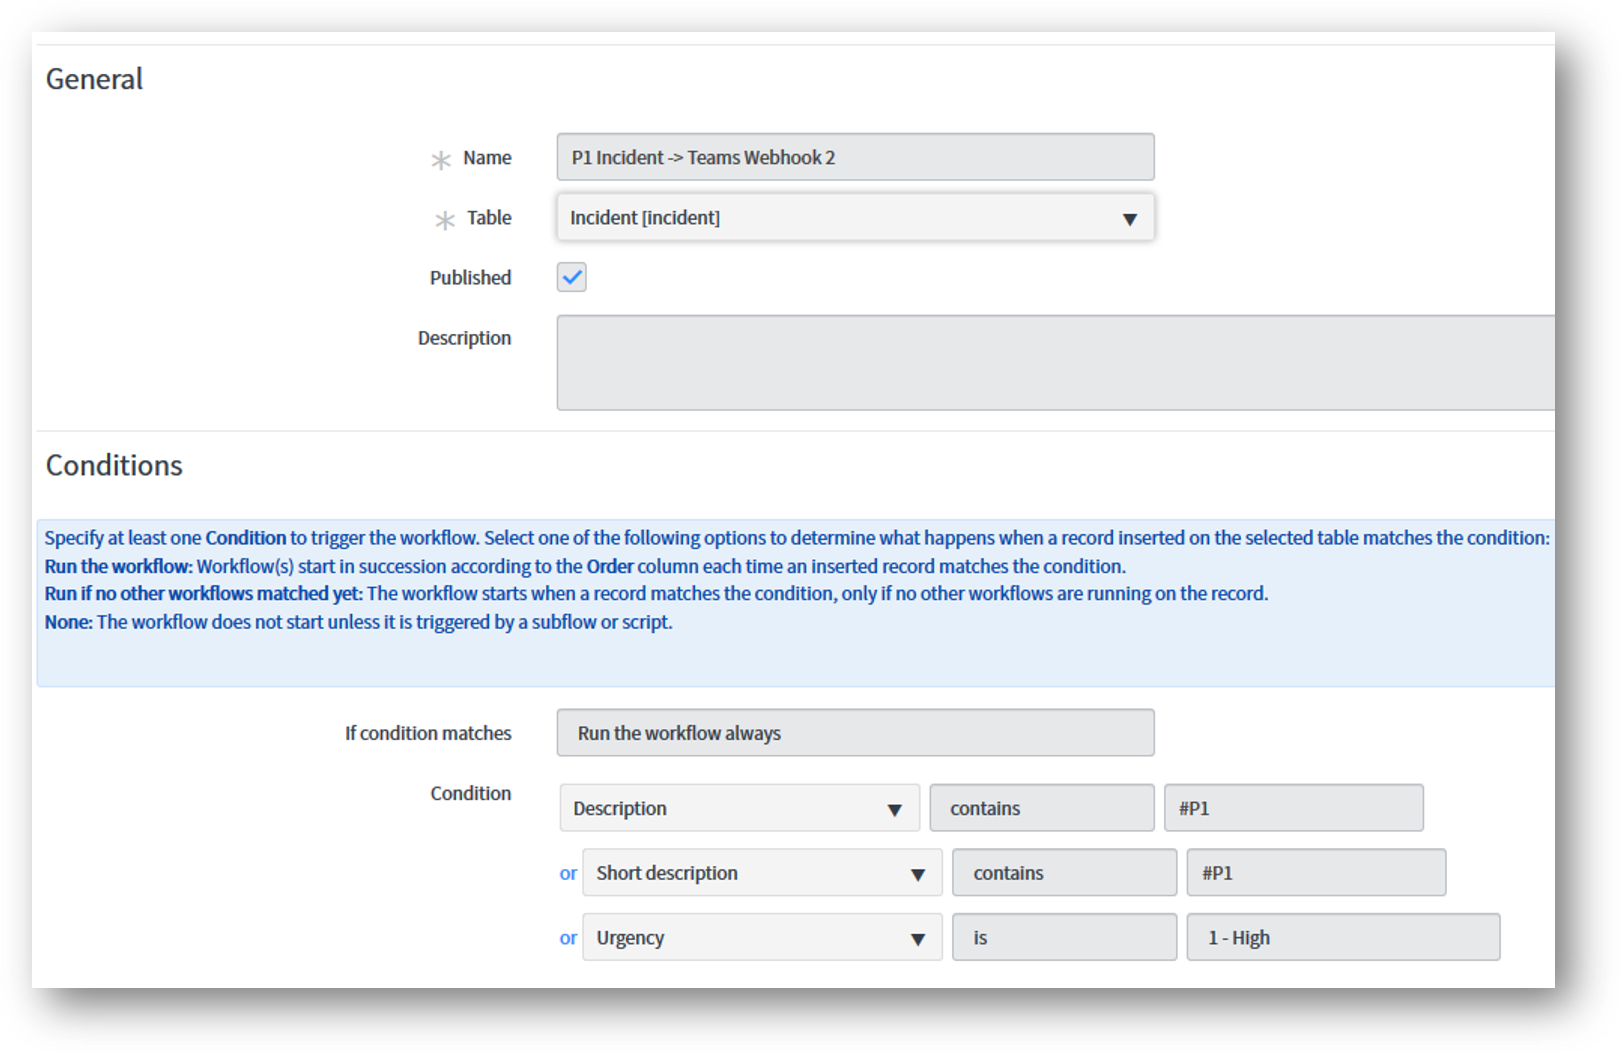 General
Name
P1 Incident -> Teams Webhook 2
Table
Incident [incident]
Published
Description
Conditions
Specify at least one Condition to trigger the workflow. Select one of the following options to determine what happens when a record inserted on the selected table matches the condition:
Run the workflow: Workflow(s) start in succession according to the Order column each time an inserted record matches the condition.
Run if no other workflows matched yet: The workflow starts when a record matches the condition, only if no other workflows are running on the record.
None: The workflow does not start unless it is triggered by a subflow or script.
If condition matches
Run the workflow always
Condition
Description contains #P1
or Short description contains #P1
or Urgency is 1 - High